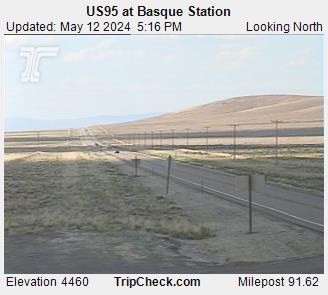 US95 at Basque Station
Updated: May 12 2024 5:16 PM Looking North
Elevation 4460 TripCheck.com Milepost 91.62